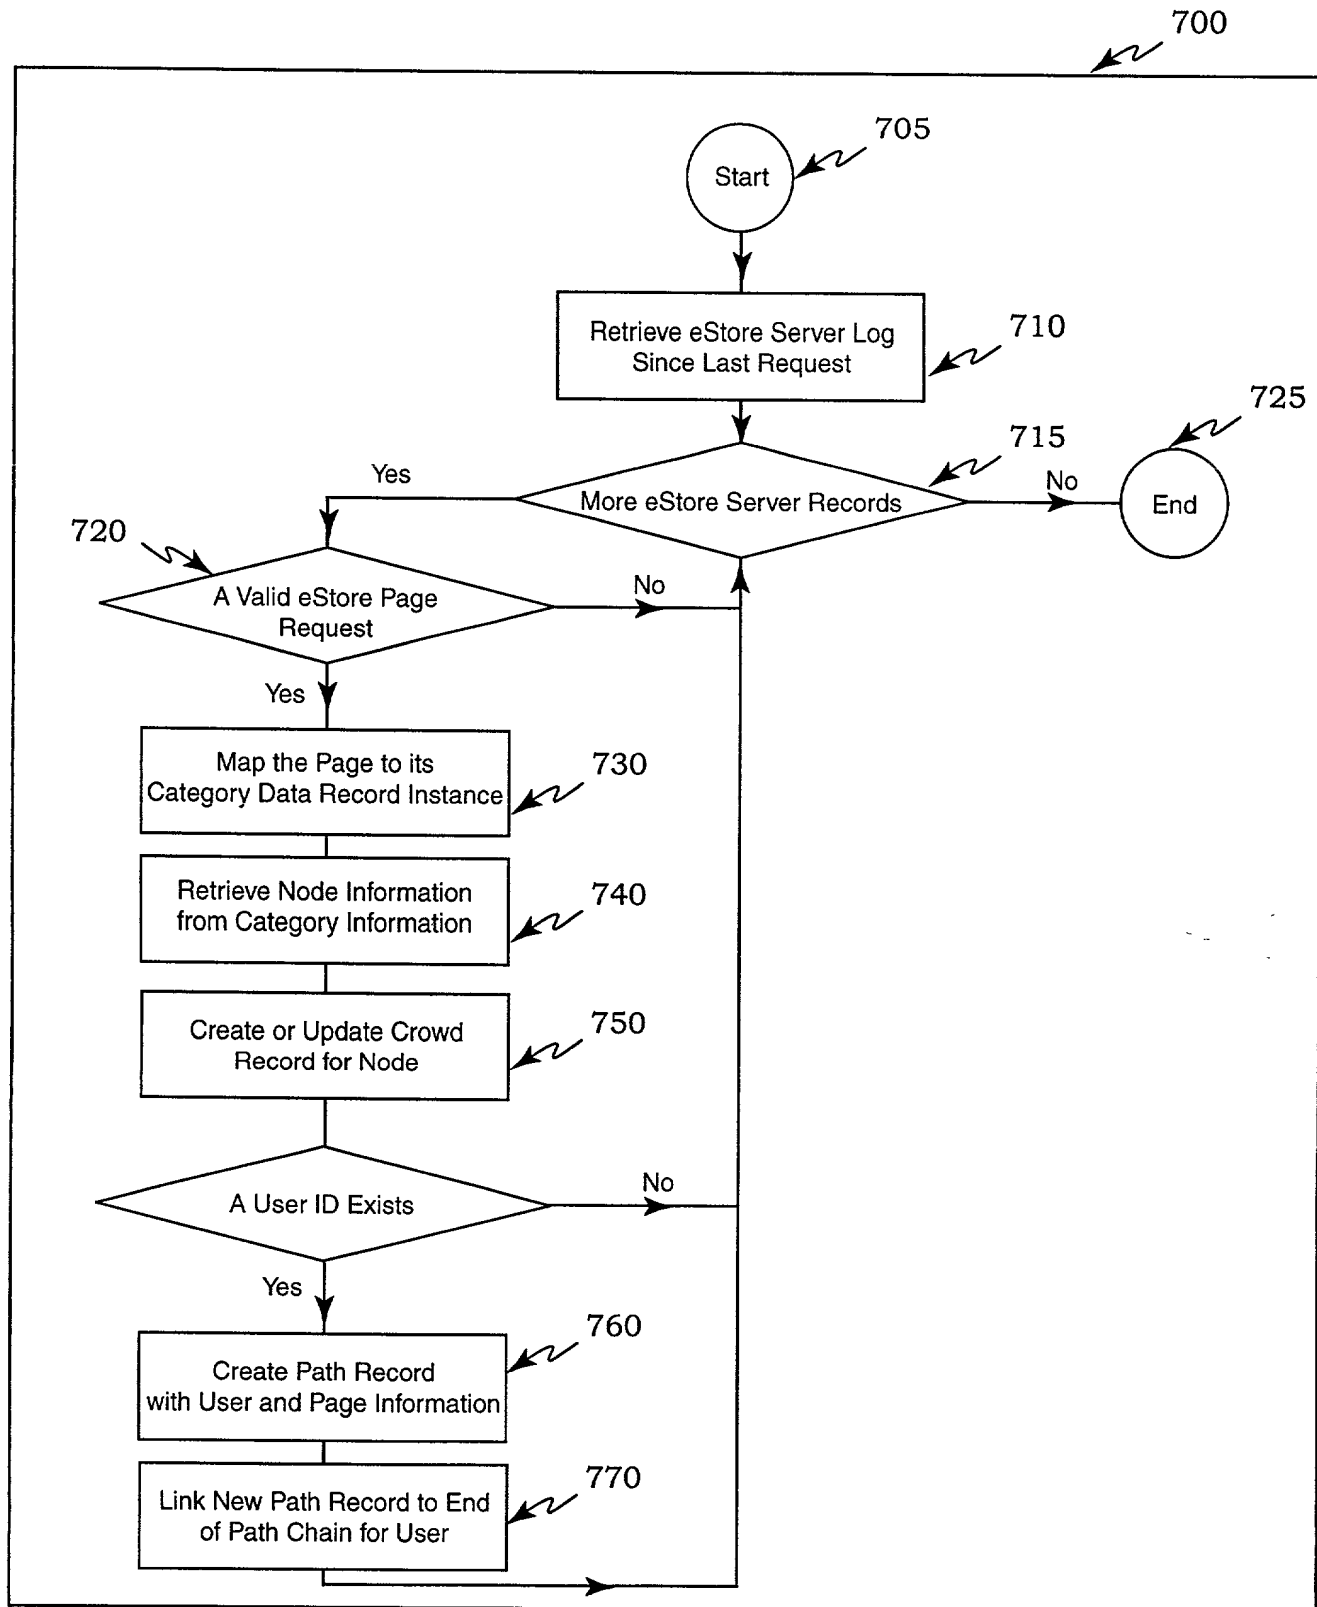 700
705
Start
Retrieve eStore Server Log
Since Last Request
710
725
715
Yes
More eStore Server Records
No
End
720
A Valid eStore Page
Request
No
Yes
Map the Page to its
Category Data Record Instance
730
Retrieve Node Information
from Category Information
740
Create or Update Crowd
Record for Node
750
A User ID Exists
No
Yes
760
Create Path Record
with User and Page Information
770
Link New Path Record to End
of Path Chain for User